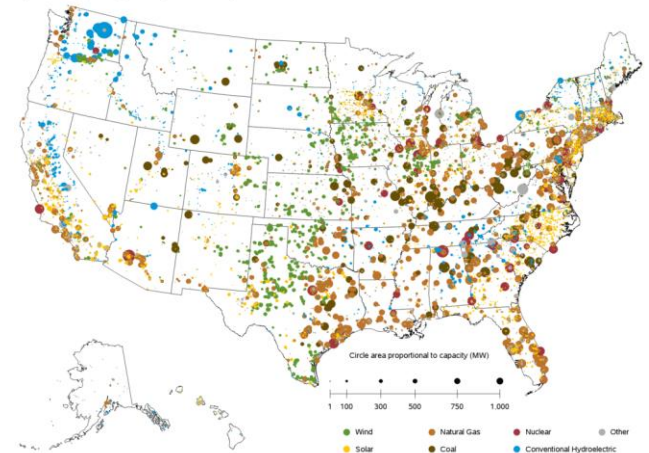 Circle area proportional to capacity (MW)
1 100 300 500 750 1.000
Wind Natural Gas Nuclear Other
Solar Coal Conventional Hydroelectric